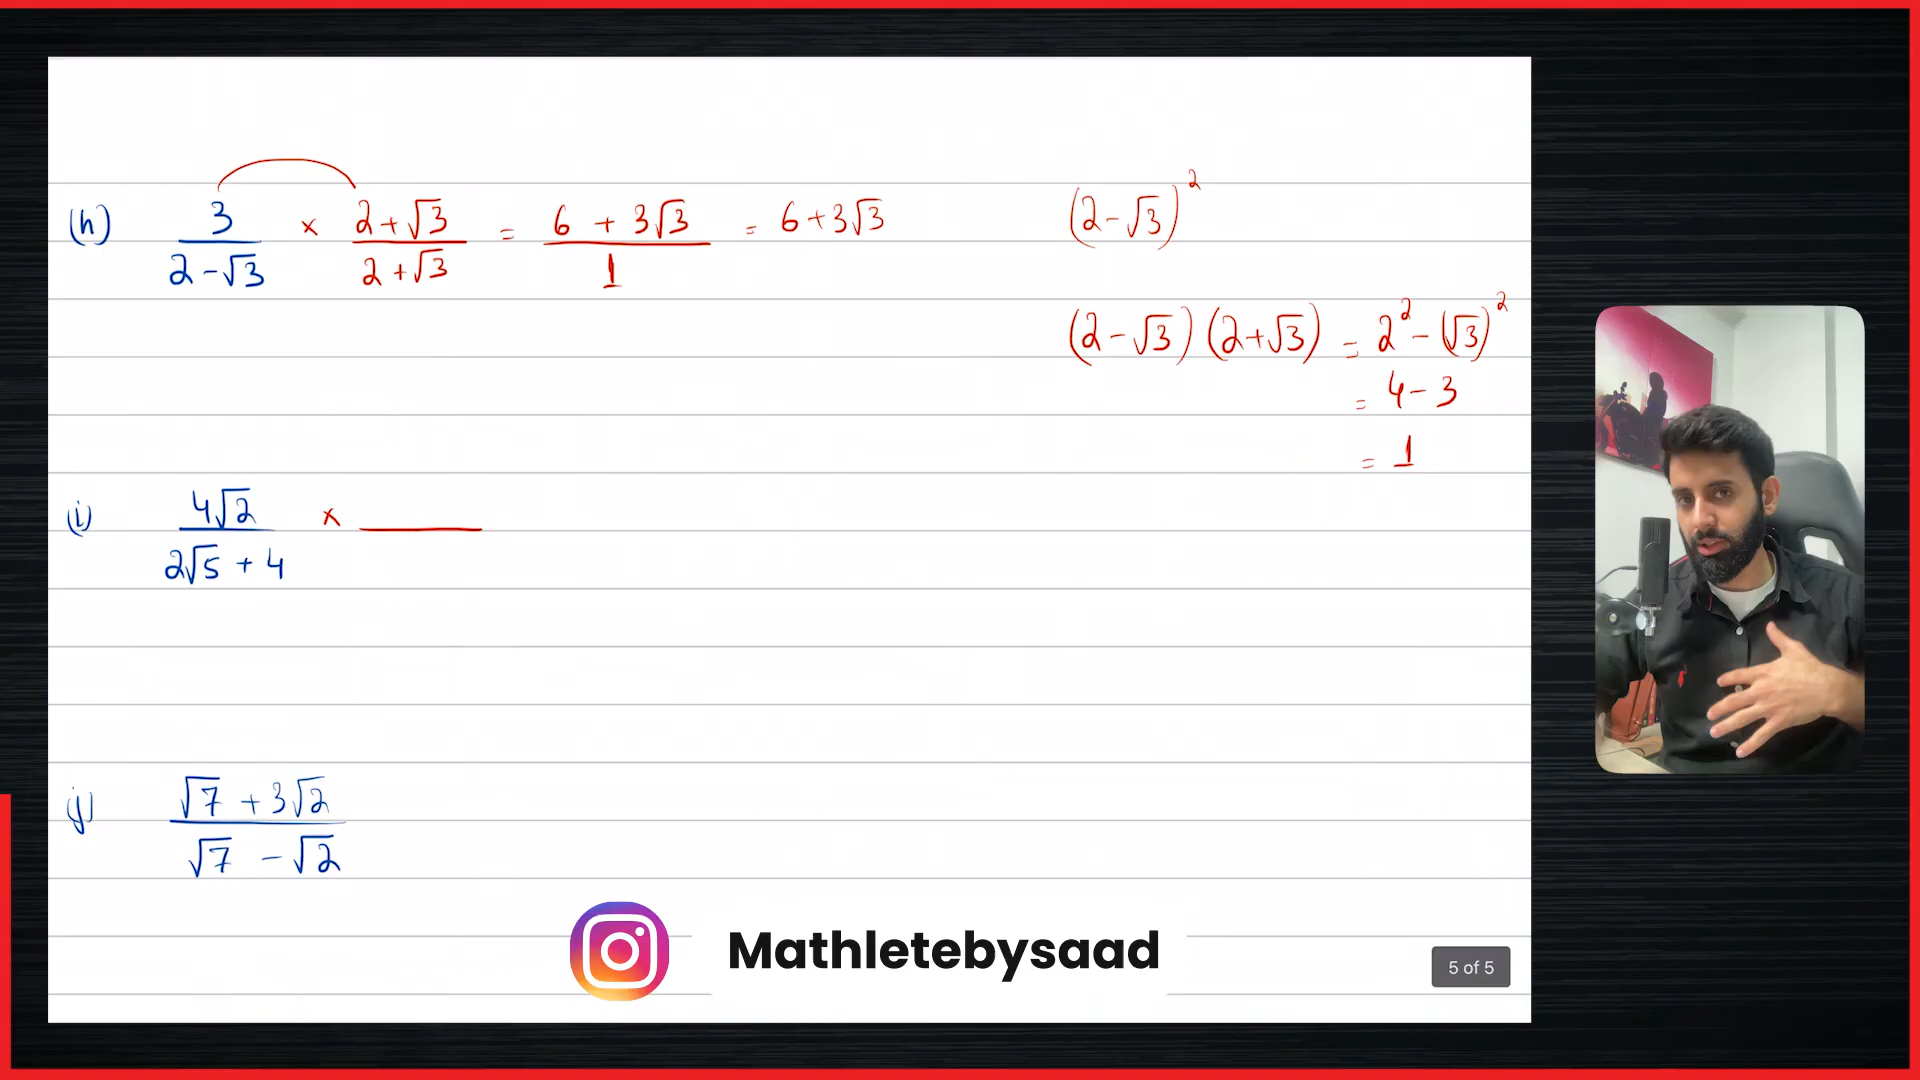 (h) 3/(2-√3) × (2+√3)/(2+√3) = (6 + 3√3)/1 = 6+3√3
(2-√3)²
(2-√3)(2+√3) = 2² - (√3)²
= 4 - 3
= 1
(i) 4√2/(2√5 + 4) ×
(j) (√7 + 3√2)/(√7 - √2)
Mathletebysaad
5 of 5